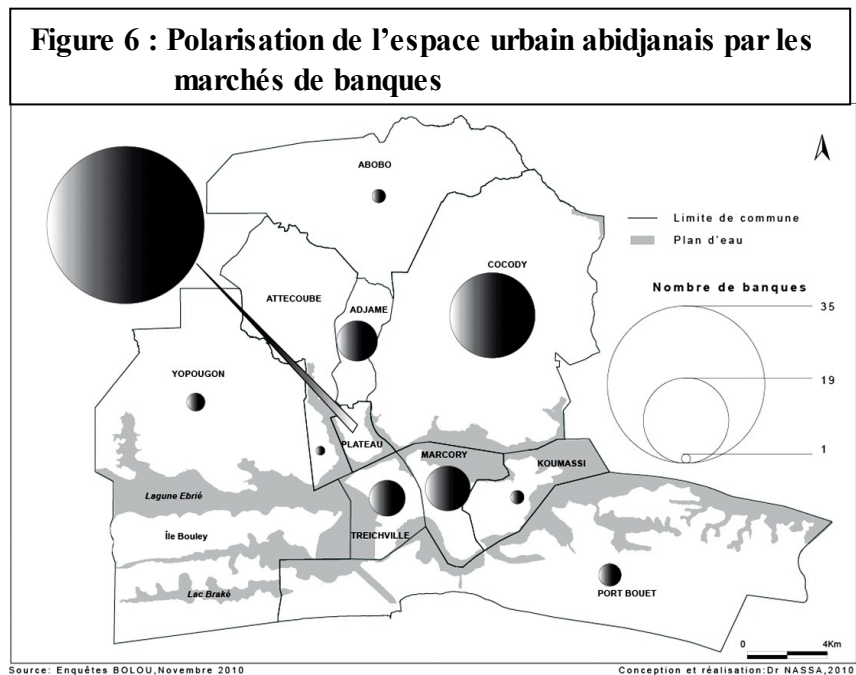 Figure 6 : Polarisation de l'espace urbain abidjanais par les
marchés de banques
ABOBO
Limite de commune
Plan d'eau
COCODY
Nombre de banques
ATTECOUBE
ADJAME
35
YOPOUGON
19
PLATEAU
MARCORY
1
KOUMASSI
Lagune Ebrié
Île Bouley
TREICHVILLE
Lac Braké
PORT BOUET
0 4Km
Source: Enquêtes BOLOU,Novembre 2010
Conception et réalisation:Dr NASSA,2010